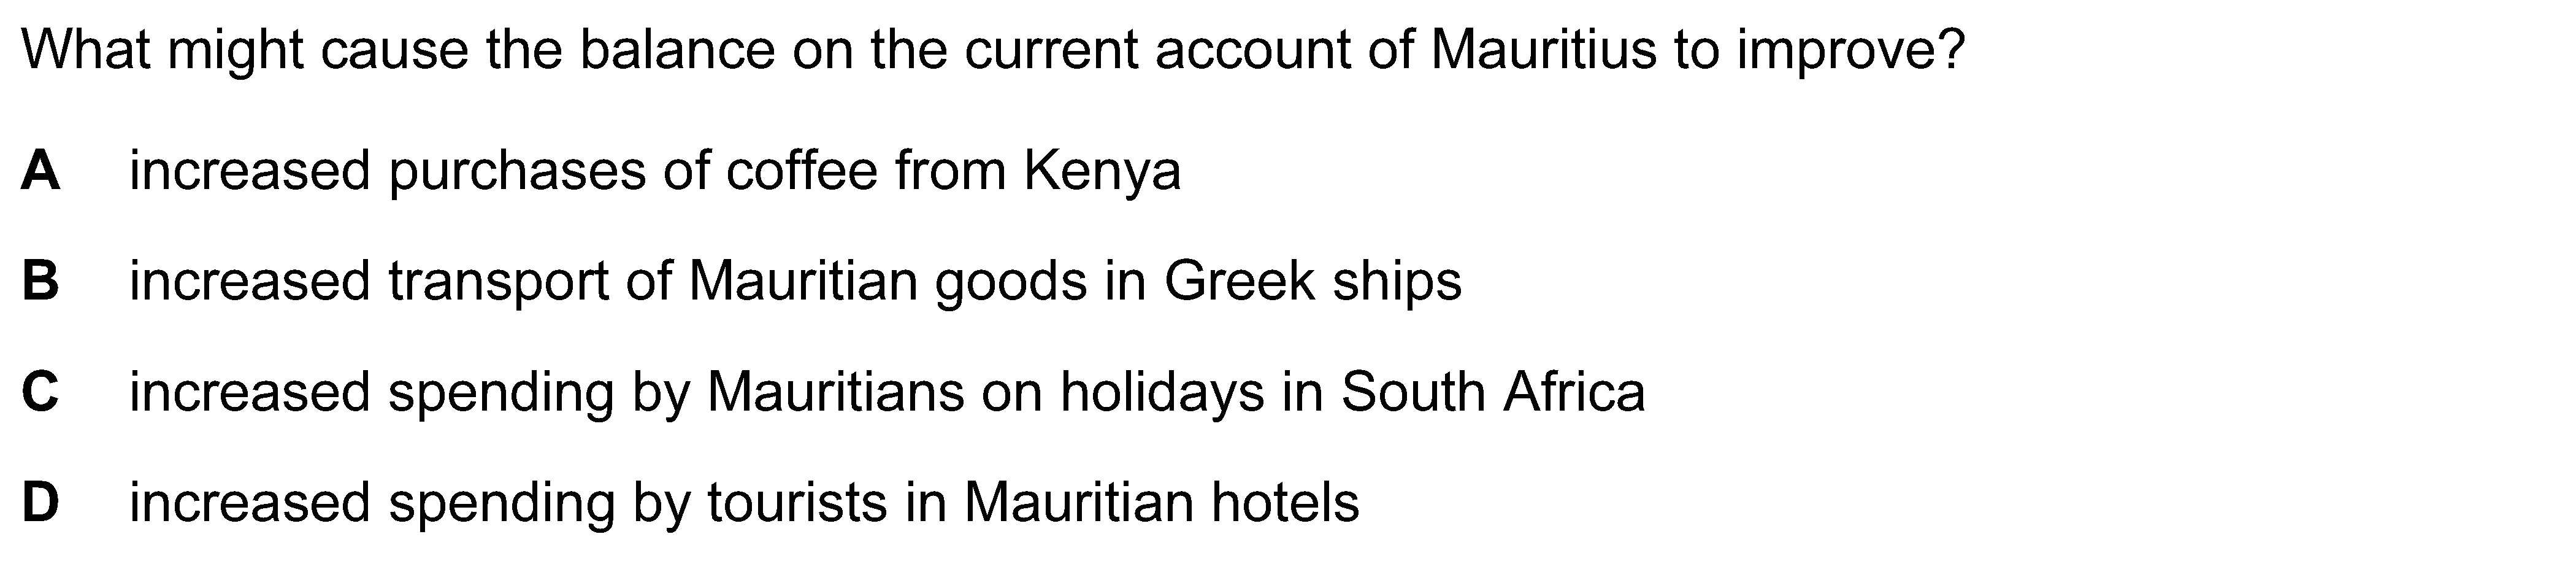 What might cause the balance on the current account of Mauritius to improve?
A increased purchases of coffee from Kenya
B increased transport of Mauritian goods in Greek ships
C increased spending by Mauritians on holidays in South Africa
D increased spending by tourists in Mauritian hotels